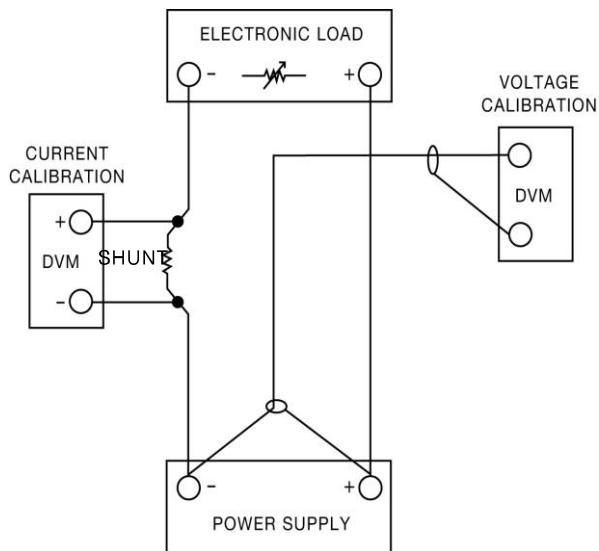 ELECTRONIC LOAD
- +
VOLTAGE
CALIBRATION
DVM
CURRENT
CALIBRATION
+
DVM
SHUNT
-
- +
POWER SUPPLY